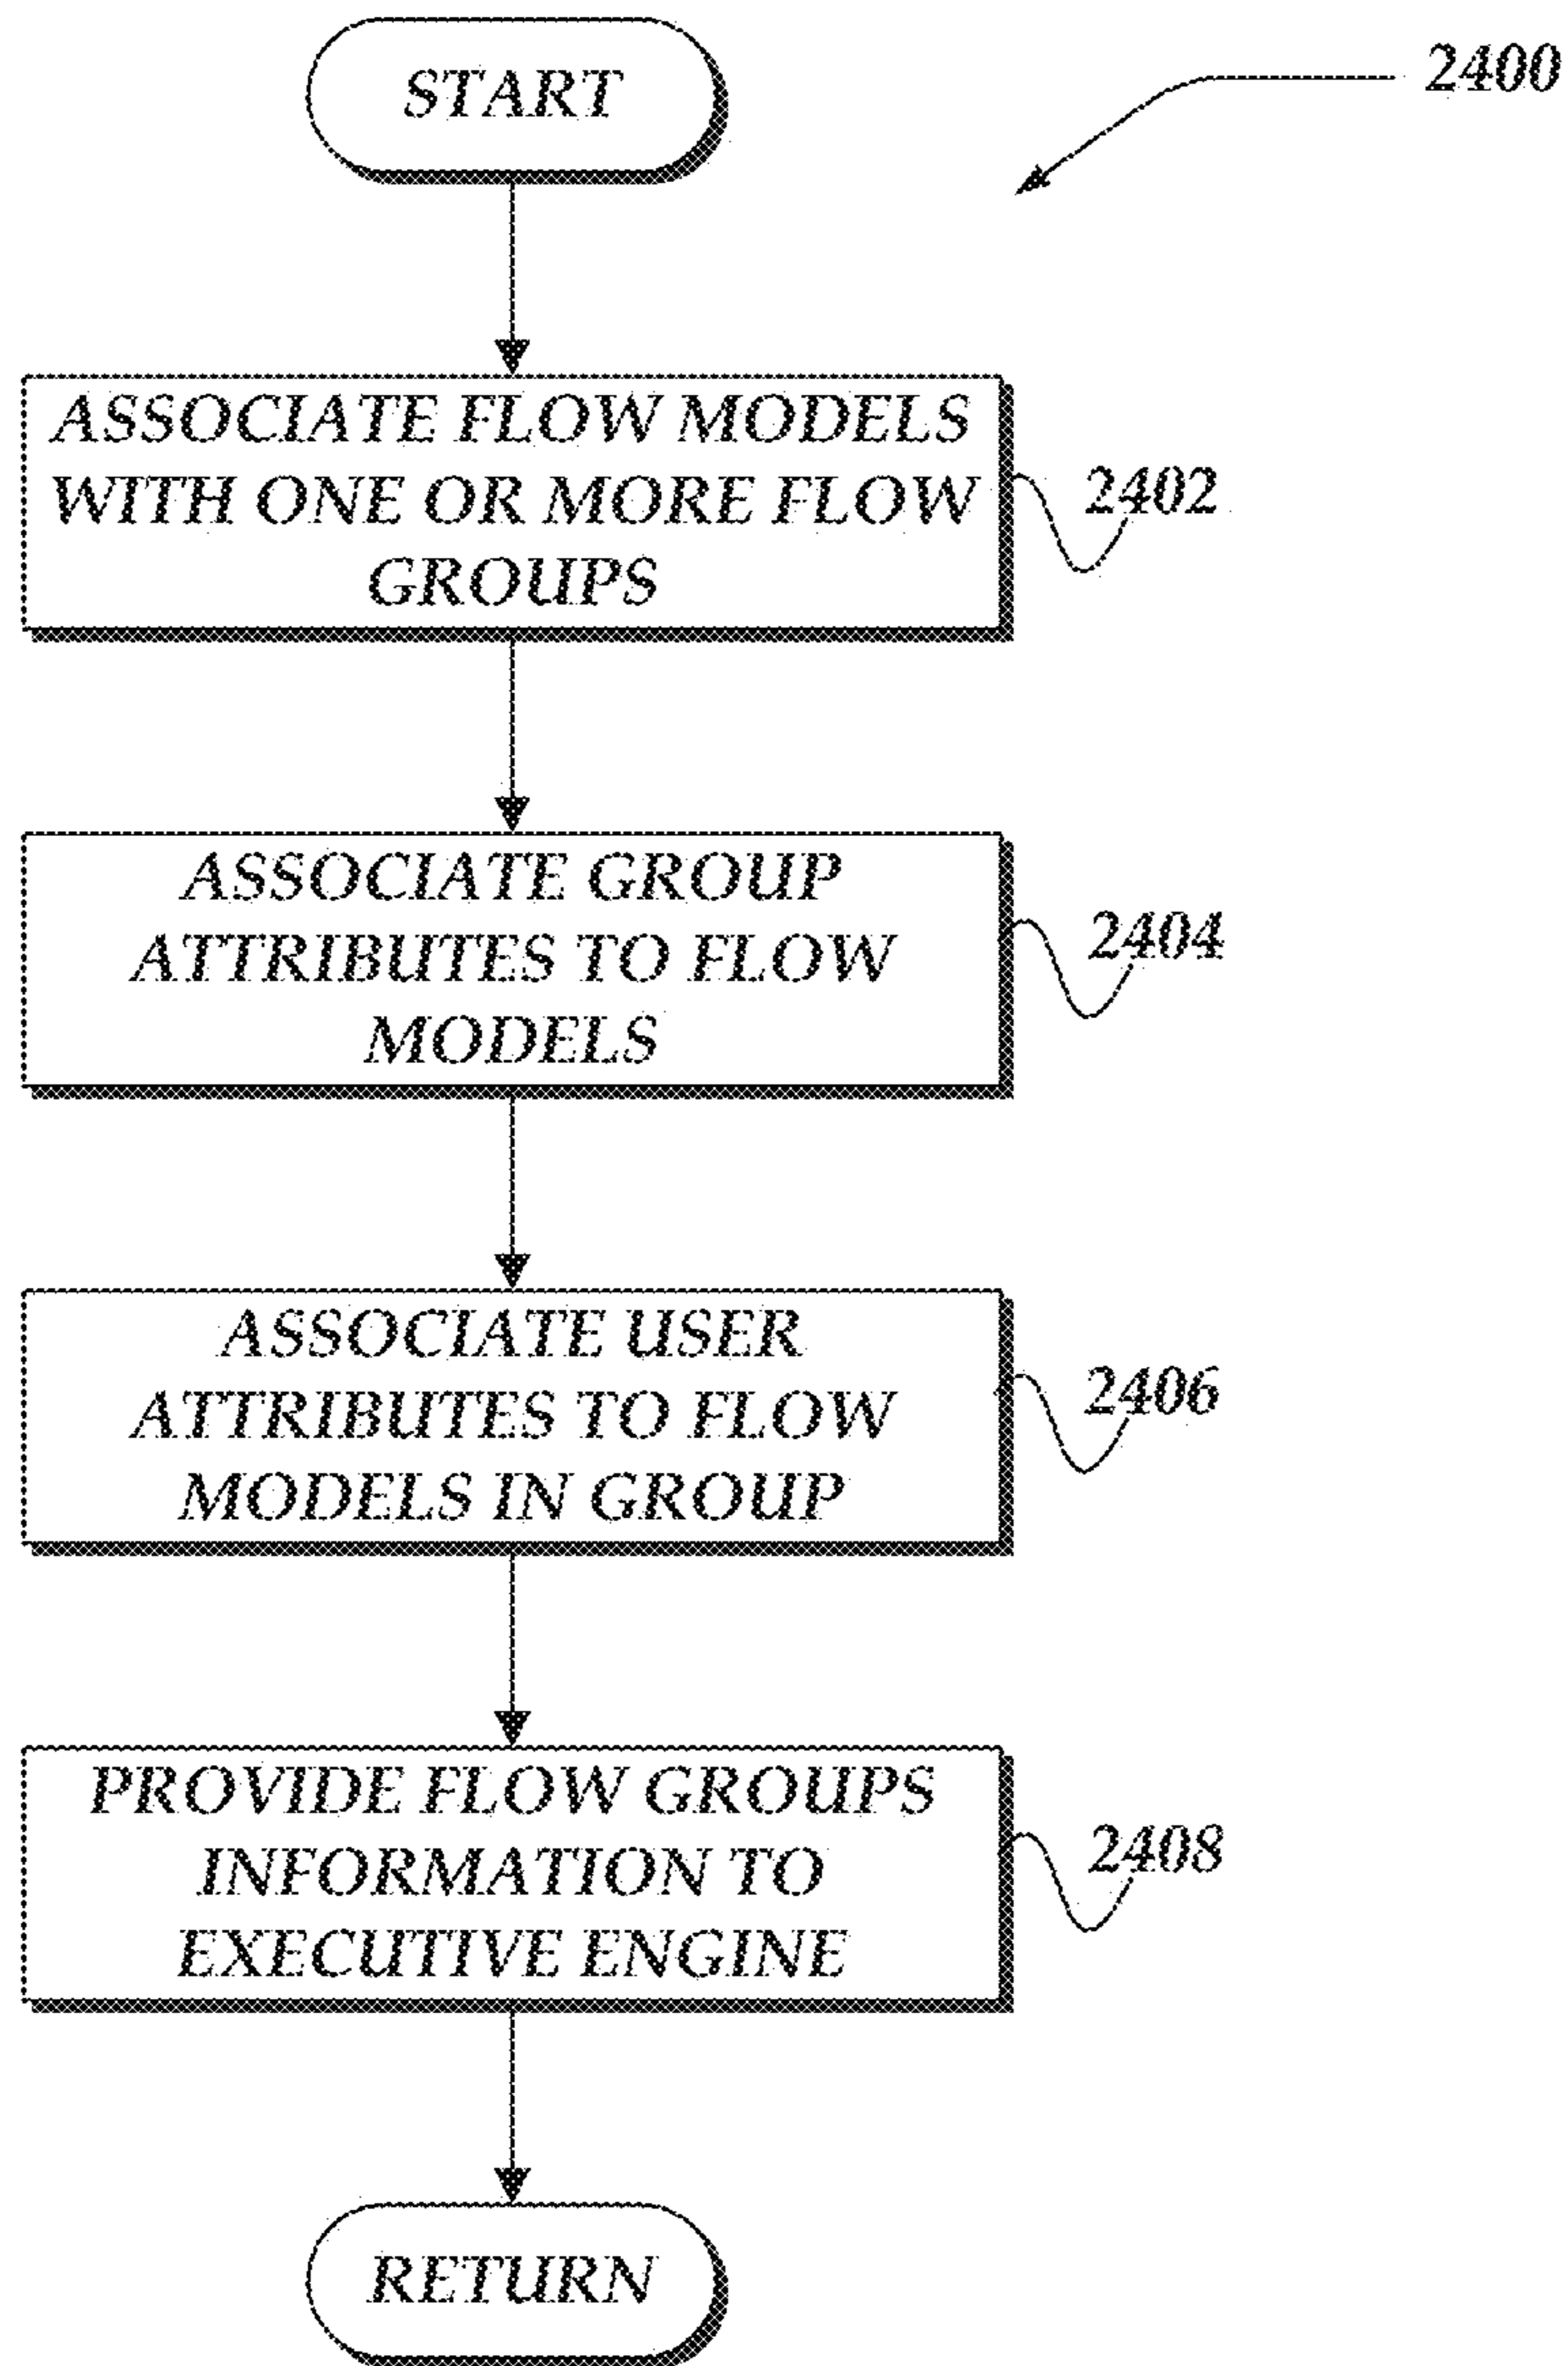 START
2400
ASSOCIATE FLOW MODELS
WITH ONE OR MORE FLOW
GROUPS
2402
ASSOCIATE GROUP
ATTRIBUTES TO FLOW
MODELS
2404
ASSOCIATE USER
ATTRIBUTES TO FLOW
MODELS IN GROUP
2406
PROVIDE FLOW GROUPS
INFORMATION TO
EXECUTIVE ENGINE
2408
RETURN